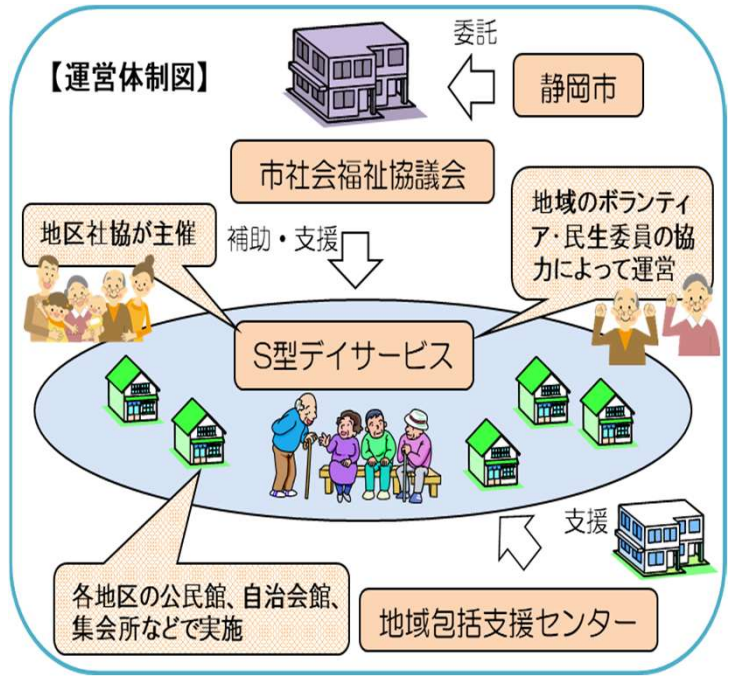 【運営体制図】
委託
静岡市
市社会福祉協議会
地区社協が主催
補助・支援
地域のボランティ
ア・民生委員の協
力によって運営
S型デイサービス
支援
各地区の公民館、自治会館、
集会所などで実施
地域包括支援センター